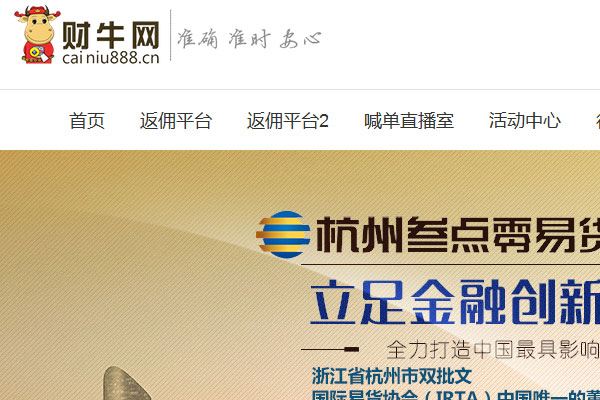 财牛网
cainiu888.cn
准确 准时 安心
首页 返佣平台 返佣平台2 喊单直播室 活动中心
杭州叁点零易货
立足金融创新
全力打造中国最具影响
浙江省杭州市双批文
国际易货协会（IRTA）中国唯一的董